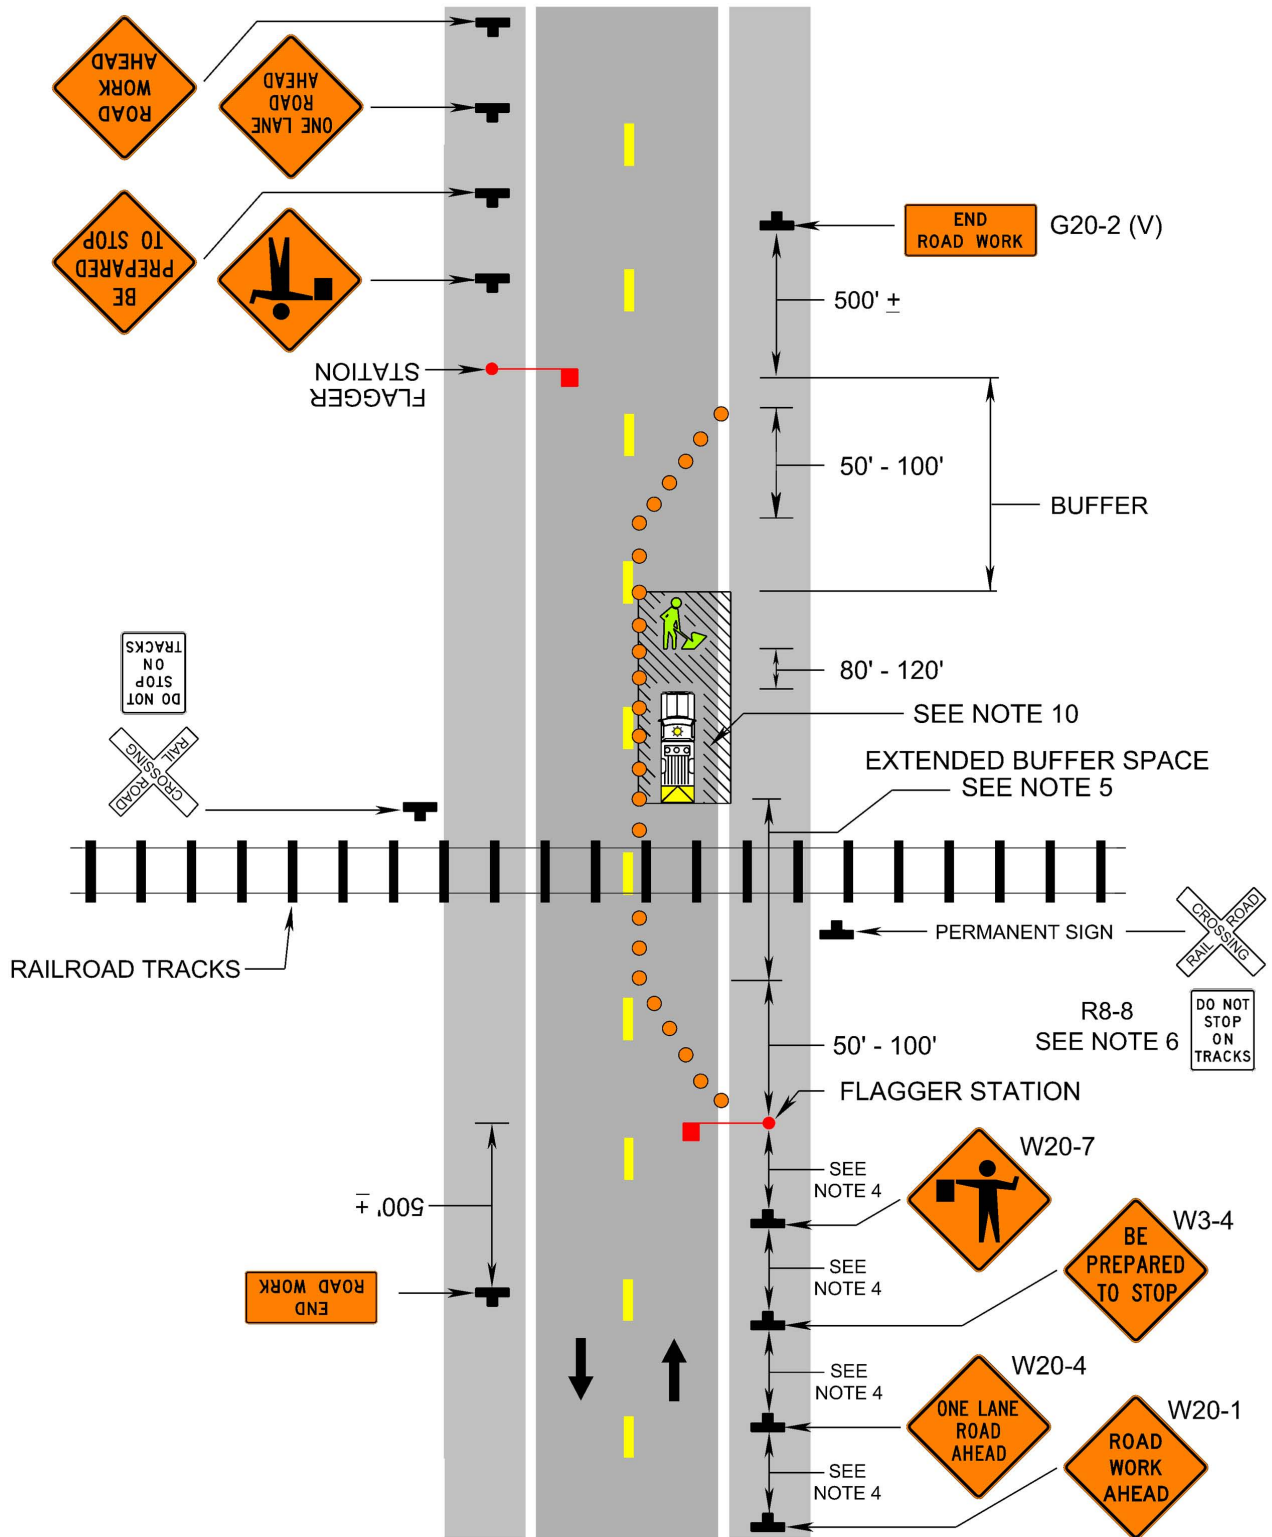 ROAD
WORK
AHEAD
ONE LANE
ROAD
AHEAD
BE
PREPARED
TO STOP
FLAGGER
STATION
END
ROAD WORK
G20-2 (V)
500' ±
50' - 100'
BUFFER
80' - 120'
SEE NOTE 10
EXTENDED BUFFER SPACE
SEE NOTE 5
DO NOT
STOP
ON
TRACKS
RAIL ROAD
CROSSING
RAILROAD TRACKS
PERMANENT SIGN
RAIL ROAD
CROSSING
R8-8
SEE NOTE 6
DO NOT
STOP
ON
TRACKS
50' - 100'
FLAGGER STATION
W20-7
SEE
NOTE 4
W3-4
BE
PREPARED
TO STOP
SEE
NOTE 4
500' ±
END
ROAD WORK
W20-4
ONE LANE
ROAD
AHEAD
SEE
NOTE 4
W20-1
ROAD
WORK
AHEAD
SEE
NOTE 4